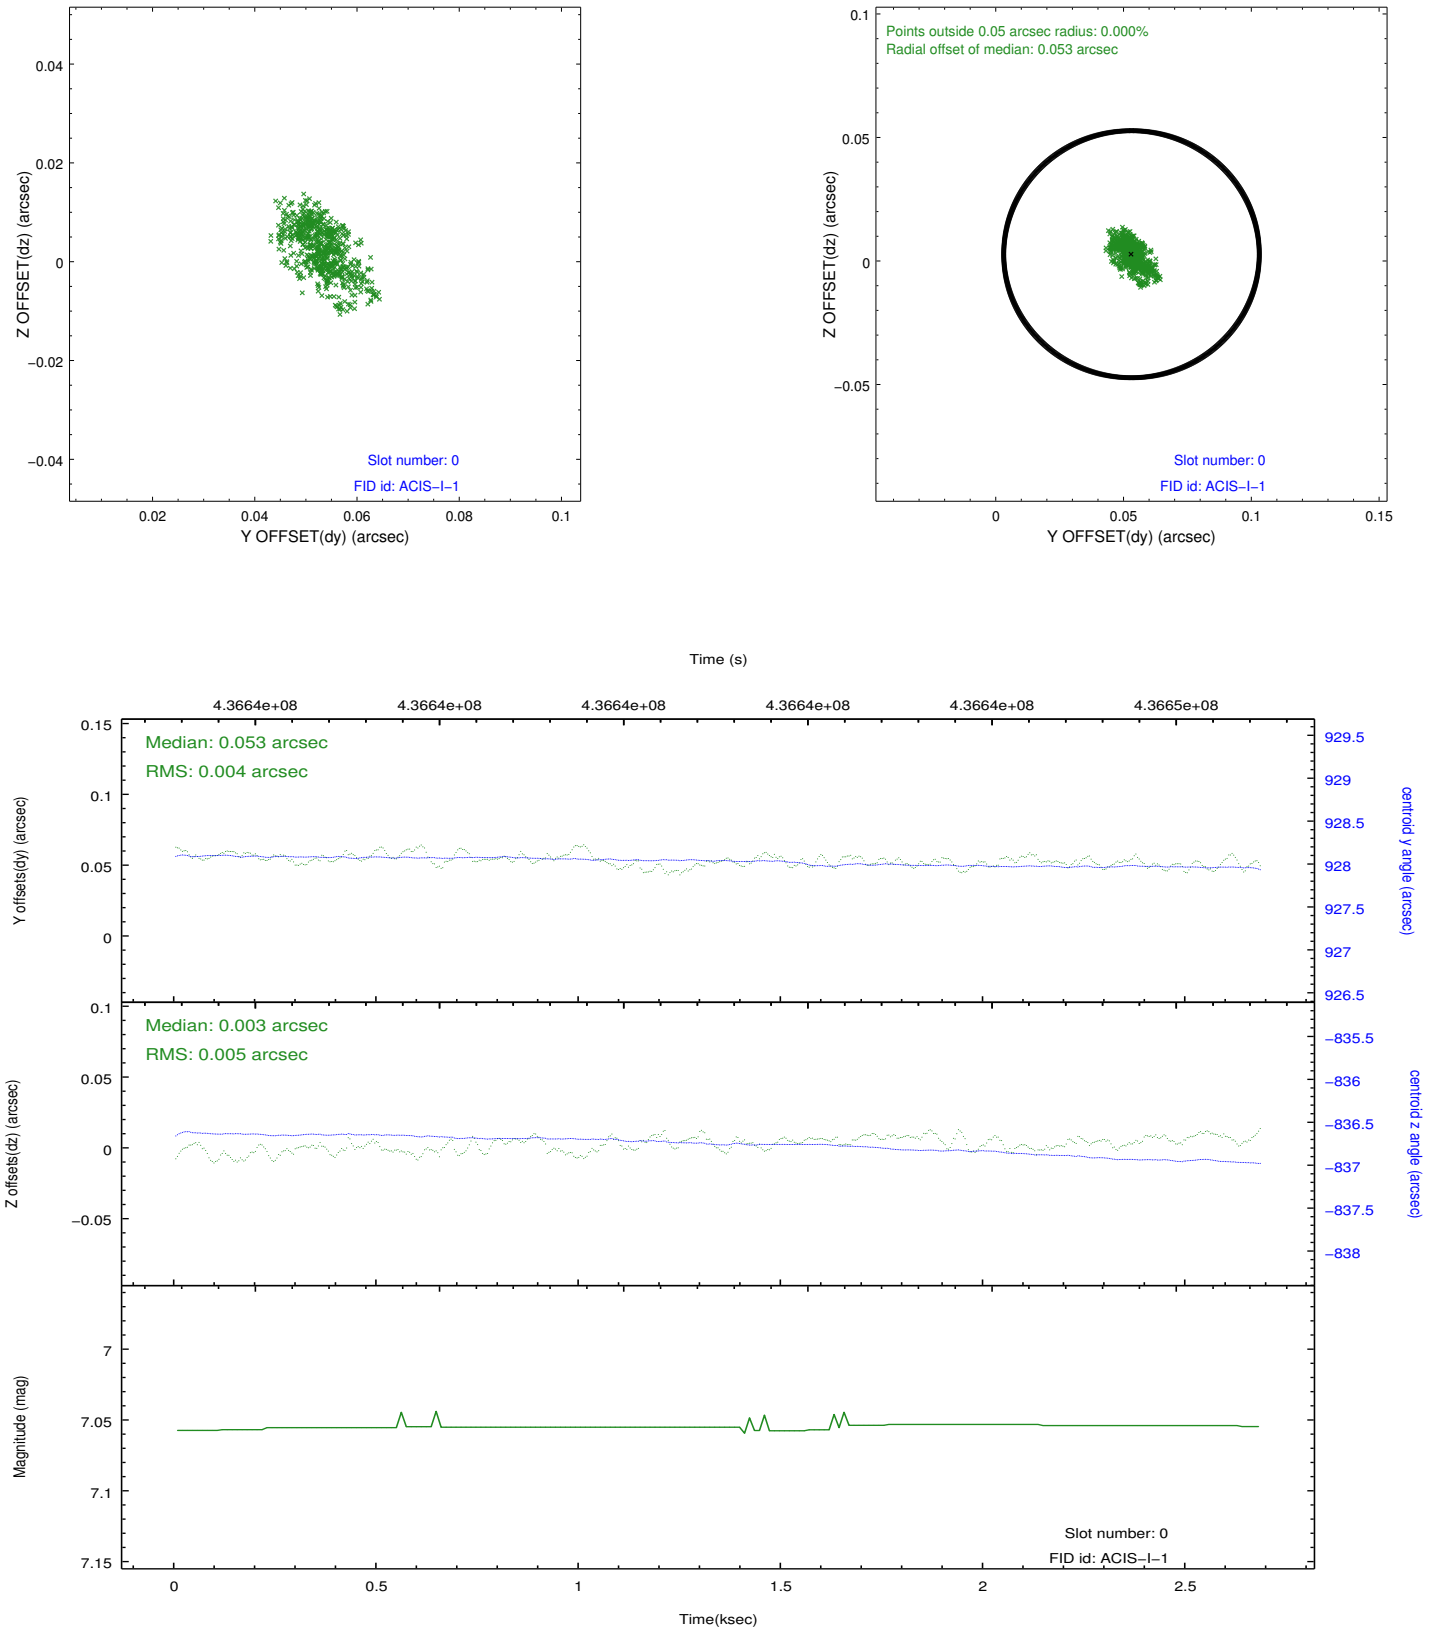 0.04
0.02
0
−0.02
−0.04
Z OFFSET(dz) (arcsec)
Slot number: 0
FID id: ACIS−I−1
0.02 0.04 0.06 0.08 0.1
Y OFFSET(dy) (arcsec)
Points outside 0.05 arcsec radius: 0.000%
Radial offset of median: 0.053 arcsec
0.1
0.05
0
−0.05
Z OFFSET(dz) (arcsec)
Slot number: 0
FID id: ACIS−I−1
0 0.05 0.1 0.15
Y OFFSET(dy) (arcsec)
Time (s)
4.3664e+08 4.3664e+08 4.3664e+08 4.3664e+08 4.3664e+08 4.3665e+08
Median: 0.053 arcsec
RMS: 0.004 arcsec
0.15
0.1
0.05
0
Y offsets(dy) (arcsec)
929.5
929
928.5
928
927.5
927
926.5
centroid y angle (arcsec)
Median: 0.003 arcsec
RMS: 0.005 arcsec
0.1
0.05
0
−0.05
Z offsets(dz) (arcsec)
−835.5
−836
−836.5
−837
−837.5
−838
centroid z angle (arcsec)
7
7.05
7.1
7.15
Magnitude (mag)
Slot number: 0
FID id: ACIS−I−1
0 0.5 1 1.5 2 2.5
Time(ksec)